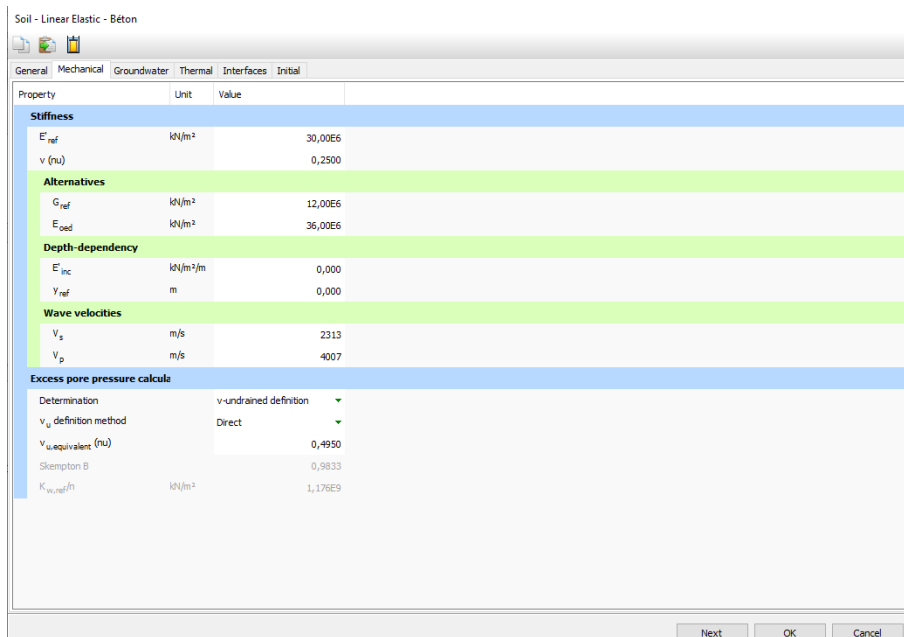 Soil - Linear Elastic - Béton
General Mechanical Groundwater Thermal Interfaces Initial
Property Unit Value
Stiffness
E'ref kN/m² 30,00E6
ν (nu) 0,2500
Alternatives
Gref kN/m² 12,00E6
Eoed kN/m² 36,00E6
Depth-dependency
E'inc kN/m²/m 0,000
yref m 0,000
Wave velocities
Vs m/s 2313
Vp m/s 4007
Excess pore pressure calcula
Determination ν-undrained definition
νu definition method Direct
νu,equivalent (nu) 0,4950
Skempton B 0,9833
Kw,ref/n kN/m² 1,176E9
Next OK Cancel